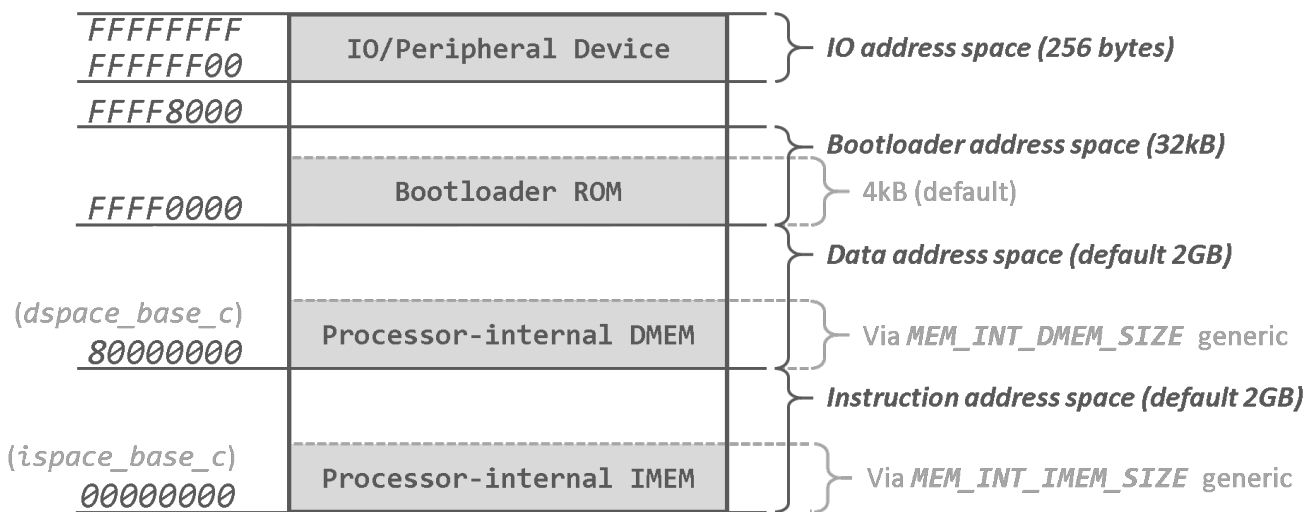 FFFFFFFF
IO/Peripheral Device
IO address space (256 bytes)
FFFFFF00
FFFF8000
Bootloader address space (32kB)
Bootloader ROM
4kB (default)
FFFF0000
Data address space (default 2GB)
(dspace_base_c)
Processor-internal DMEM
Via MEM_INT_DMEM_SIZE generic
80000000
Instruction address space (default 2GB)
(ispace_base_c)
Processor-internal IMEM
Via MEM_INT_IMEM_SIZE generic
00000000